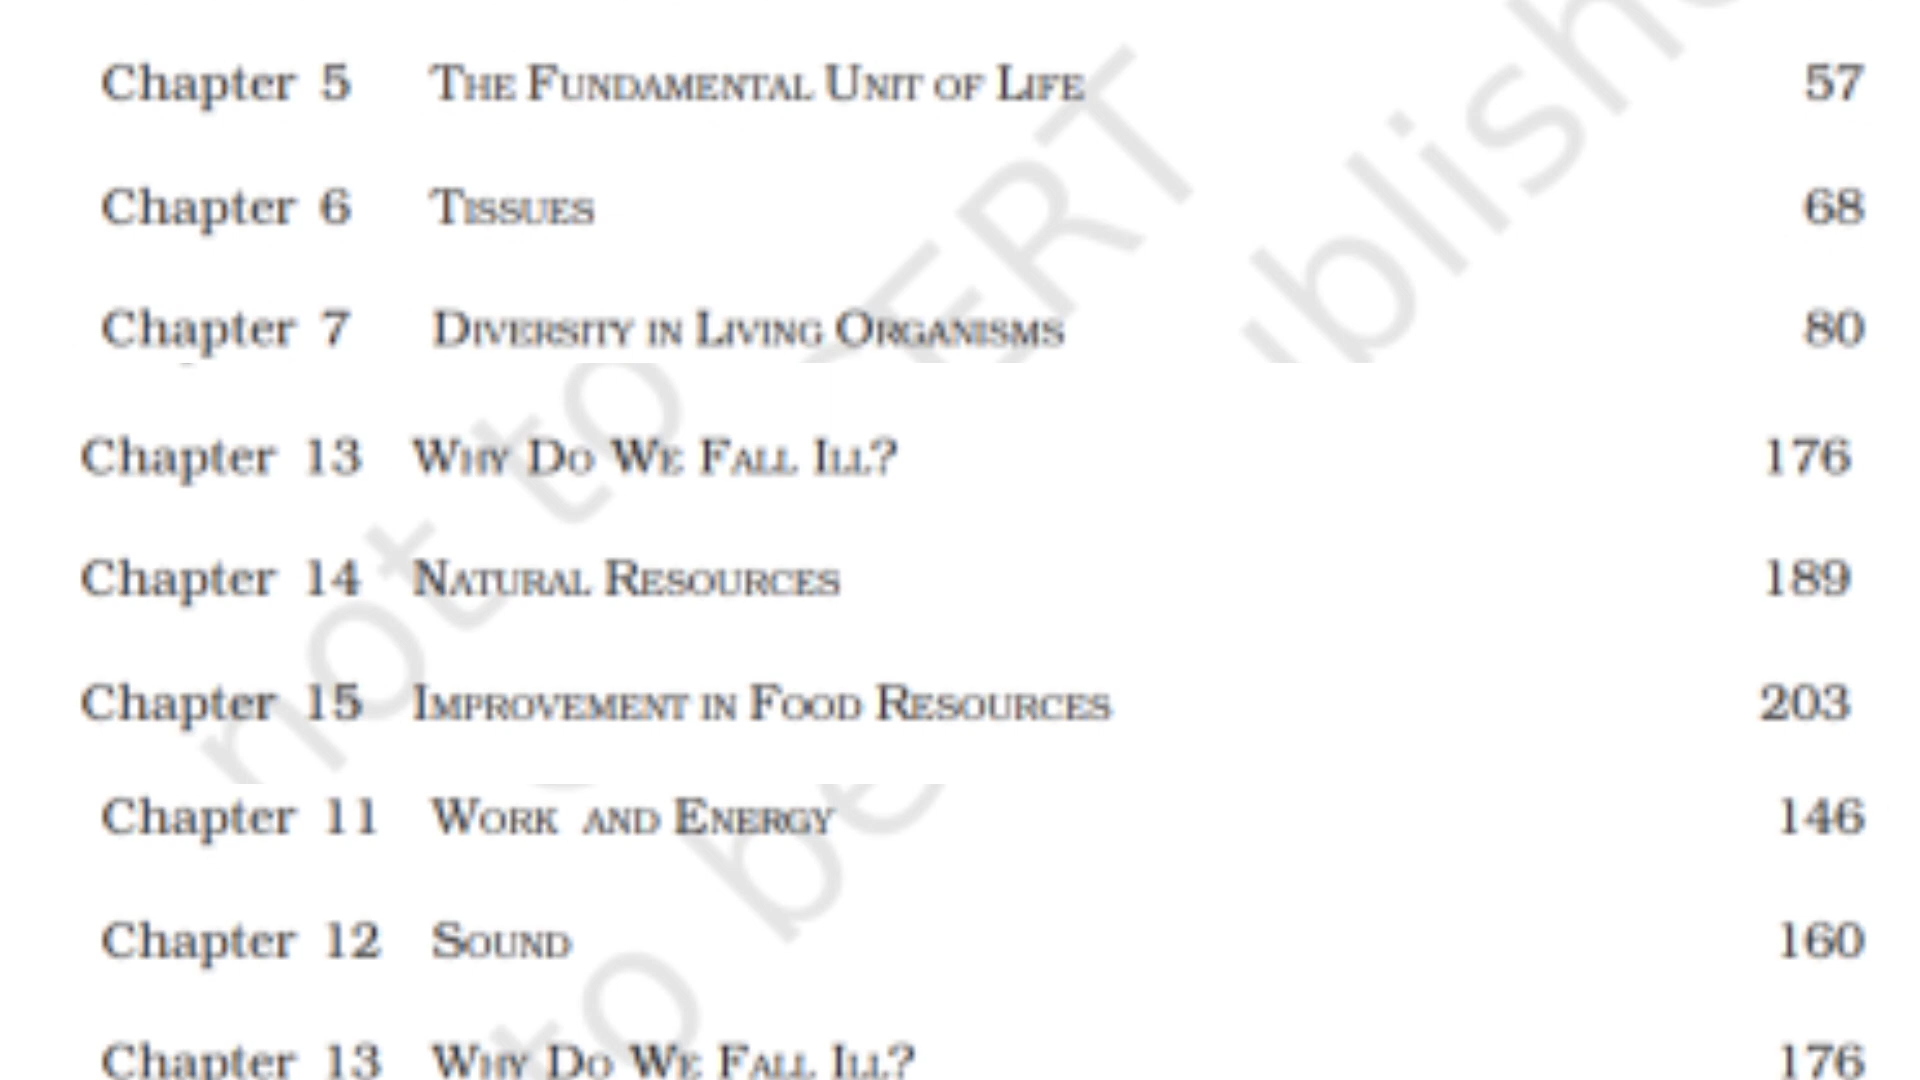 Chapter 5 The Fundamental Unit of Life 57
Chapter 6 Tissues 68
Chapter 7 Diversity in Living Organisms 80
Chapter 13 Why Do We Fall Ill? 176
Chapter 14 Natural Resources 189
Chapter 15 Improvement in Food Resources 203
Chapter 11 Work and Energy 146
Chapter 12 Sound 160
Chapter 13 Why Do We Fall Ill? 176
not to be